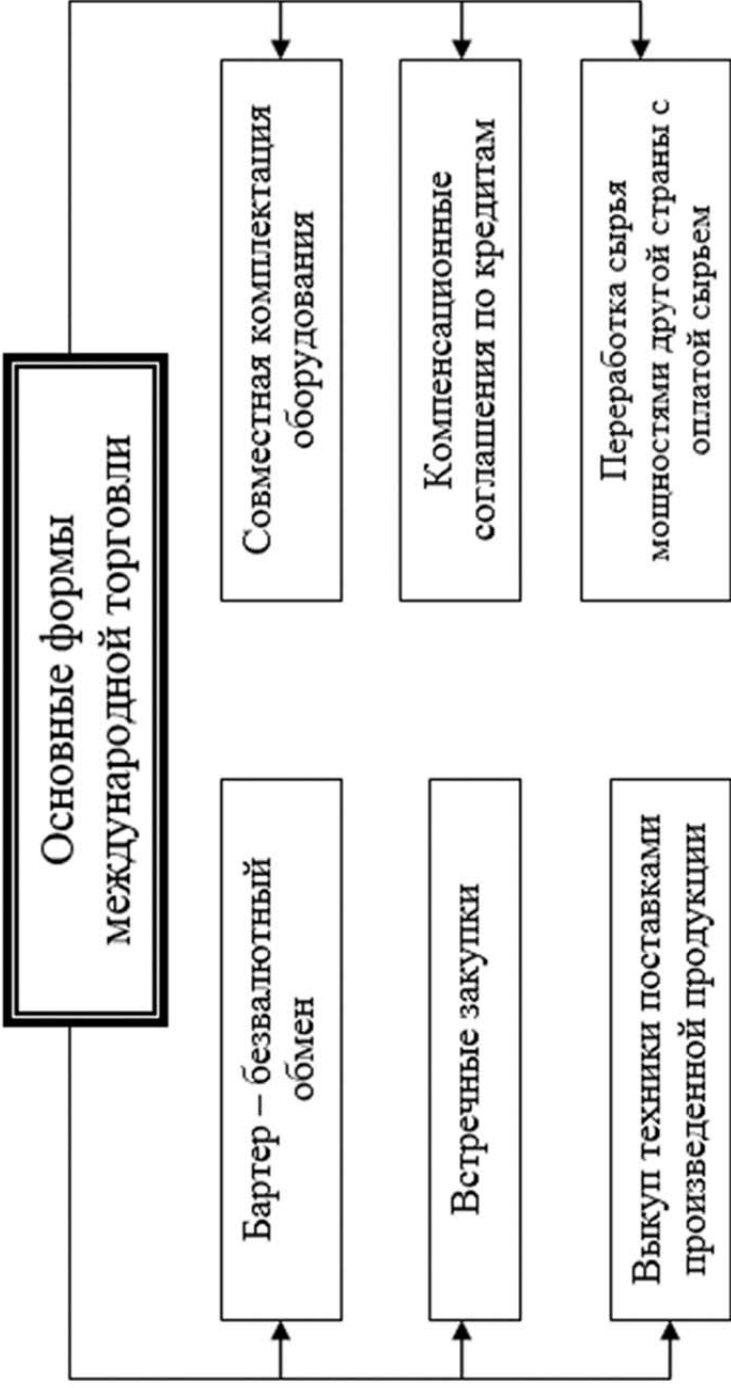 Основные формы
международной торговли
Бартер – безвалютный
обмен
Встречные закупки
Выкуп техники поставками
произведенной продукции
Совместная комплектация
оборудования
Компенсационные
соглашения по кредитам
Переработка сырья
мощностями другой страны с
оплатой сырьем